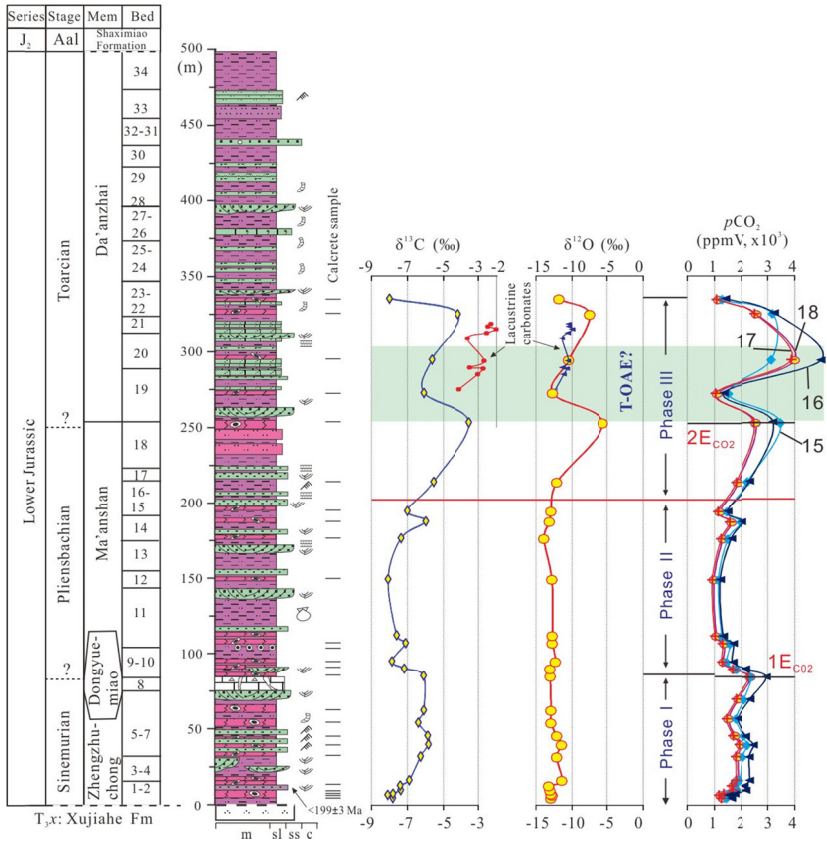 Series Stage Mem Bed
J₂ Aal Shaximiao Formation
Lower Jurassic
Toarcian
?
Pliensbachian
?
Sinemurian
Da'anzhai
Ma'anshan
Dongyue-
miao
Zhengzhu-
chong
34
33
32-31
30
29
28
27-
26
25-
24
23-
22
21
20
19
18
17
16-
15
14
13
12
11
9-10
8
5-7
3-4
1-2
T₃x: Xujiahe Fm
500
(m)
450
400
350
300
250
200
150
100
50
0
m sl ss c
<199±3 Ma
Calcrete sample
δ¹³C (‰)
-9 -7 -5 -3 -2
Lacustrine
carbonates
-9 -7 -5 -3 -1
δ¹²O (‰)
-15 -10 -5 0
T-OAE?
-15 -10 -5 0
Phase III
Phase II
Phase I
pCO₂
(ppmV, x10³)
0 1 2 3 4
17
18
16
15
2E CO2
1E CO2
0 1 2 3 4